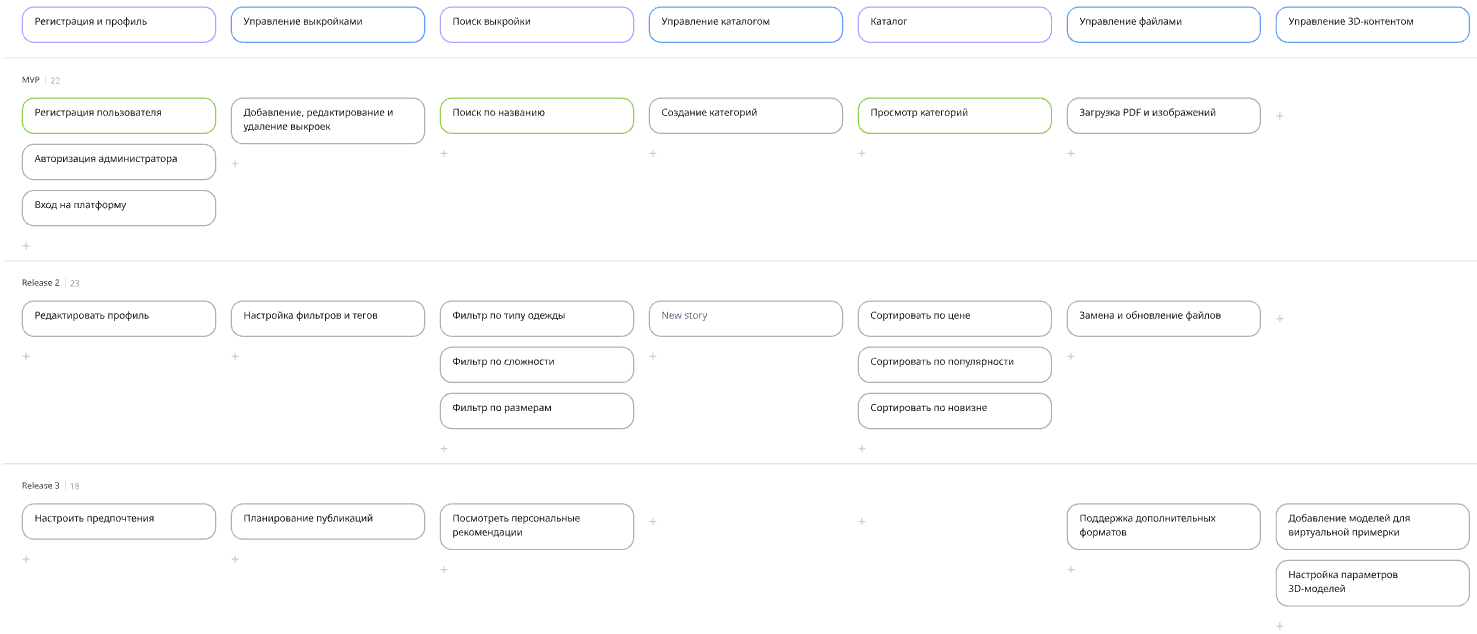 Регистрация и профиль
Управление выкройками
Поиск выкройки
Управление каталогом
Каталог
Управление файлами
Управление 3D-контентом
MVP 22
Регистрация пользователя
Добавление, редактирование и
удаление выкроек
Поиск по названию
Создание категорий
Просмотр категорий
Загрузка PDF и изображений
+
Авторизация администратора
+
+
+
+
+
Вход на платформу
+
Release 2 23
Редактировать профиль
Настройка фильтров и тегов
Фильтр по типу одежды
New story
Сортировать по цене
Замена и обновление файлов
+
+
+
Фильтр по сложности
+
Сортировать по популярности
+
Фильтр по размерам
Сортировать по новизне
+
+
Release 3 18
Настроить предпочтения
Планирование публикаций
Посмотреть персональные
рекомендации
+
+
Поддержка дополнительных
форматов
Добавление моделей для
виртуальной примерки
+
+
+
+
Настройка параметров
3D-моделей
+